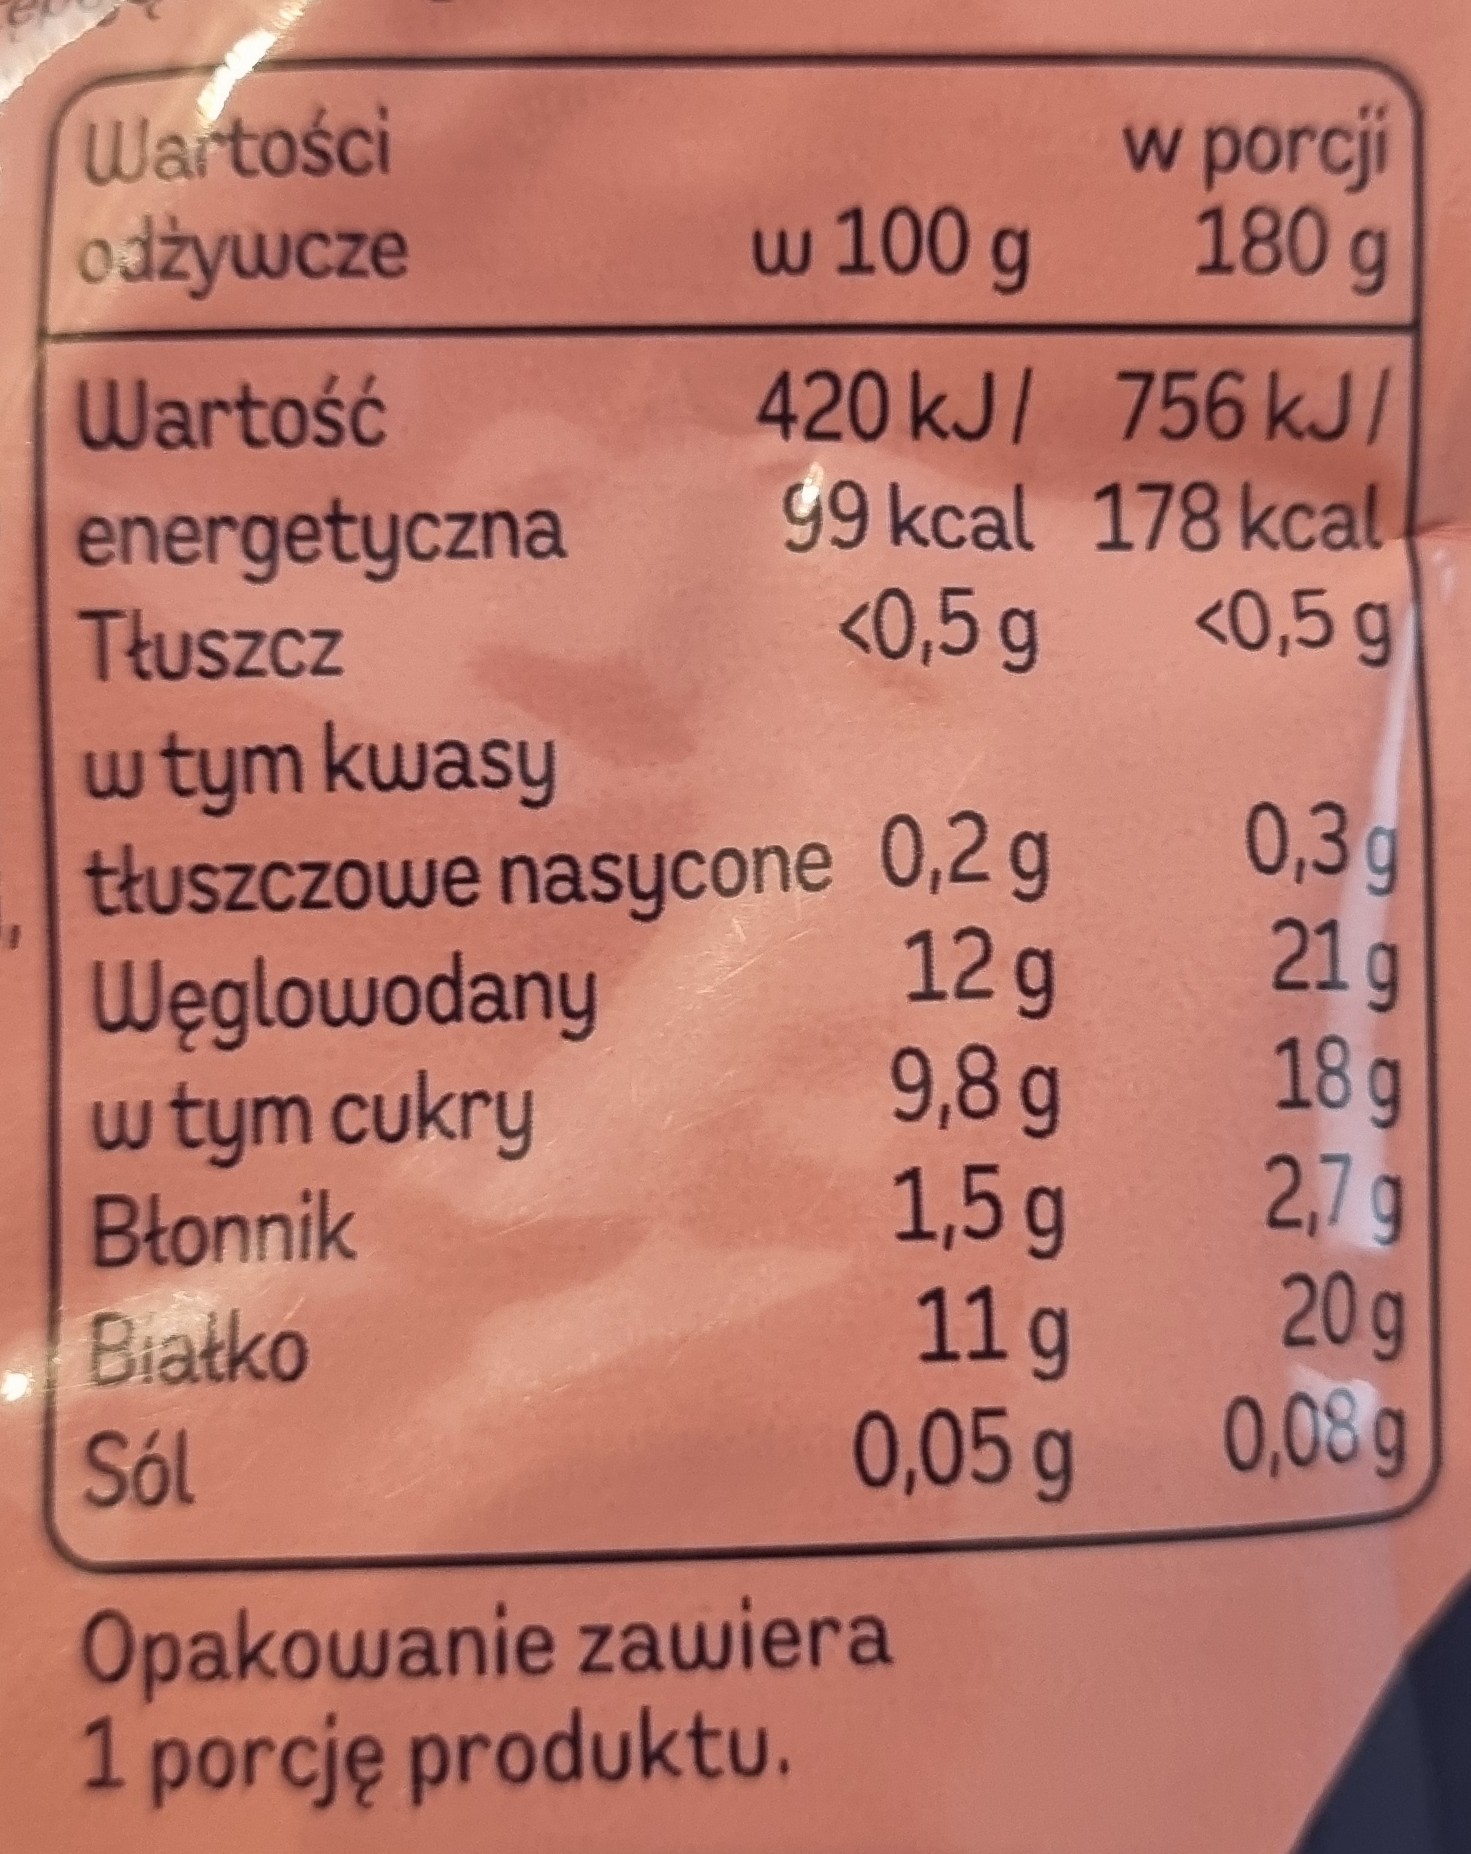 Wartości w porcji
odżywcze w 100 g 180 g
Wartość 420 kJ/ 756 kJ/
energetyczna 99 kcal 178 kcal
Tłuszcz <0,5 g <0,5 g
w tym kwasy
tłuszczowe nasycone 0,2 g 0,3 g
Węglowodany 12 g 21 g
w tym cukry 9,8 g 18 g
Błonnik 1,5 g 2,7 g
Białko 11 g 20 g
Sól 0,05 g 0,08 g
Opakowanie zawiera
1 porcję produktu.